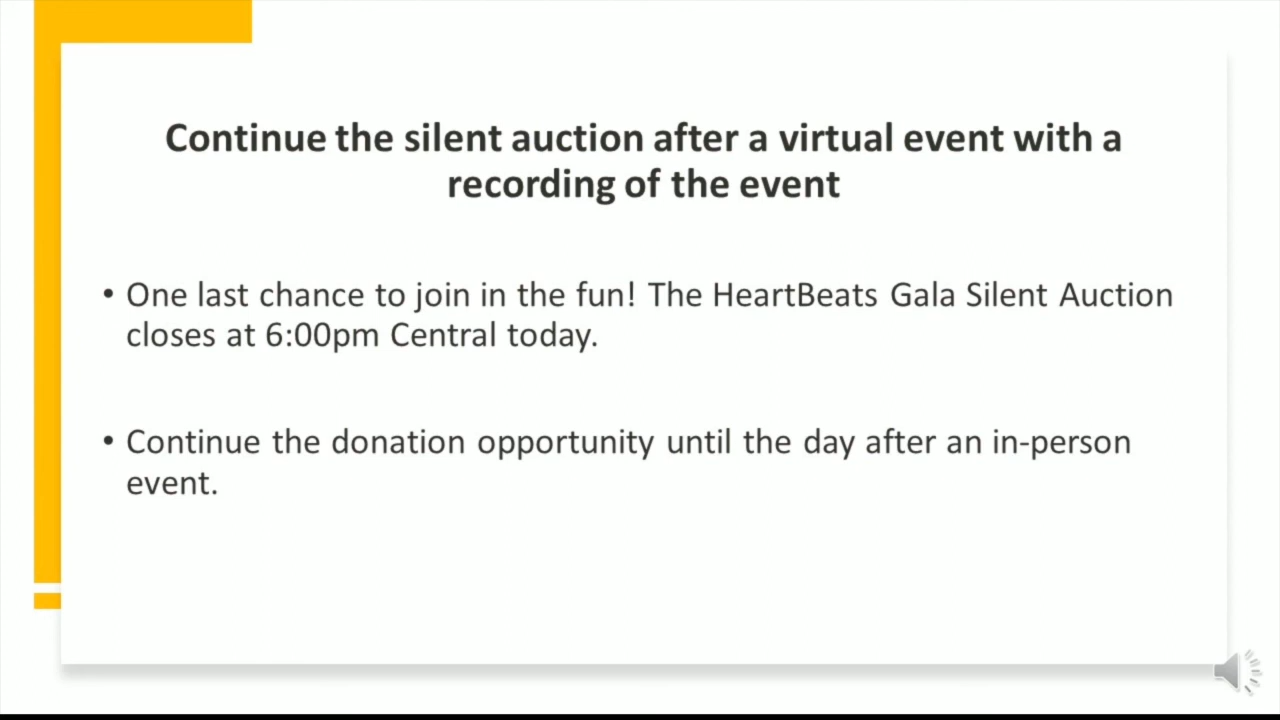 Continue the silent auction after a virtual event with a
recording of the event
• One last chance to join in the fun! The HeartBeats Gala Silent Auction
closes at 6:00pm Central today.
• Continue the donation opportunity until the day after an in-person
event.